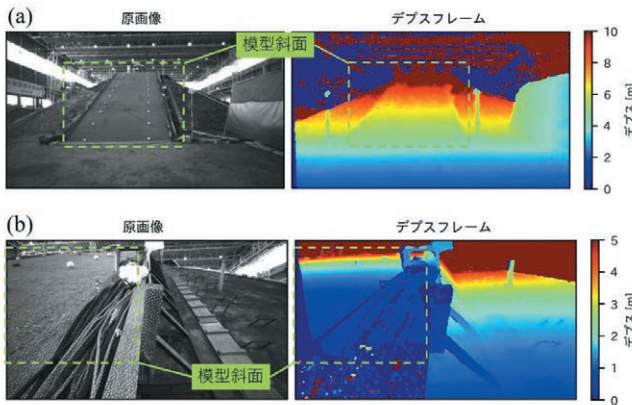 (a)
原画像
デプスフレーム
模型斜面
10
8
6
4
2
0
デプス [m]
(b)
原画像
デプスフレーム
模型斜面
5
4
3
2
1
0
デプス [m]